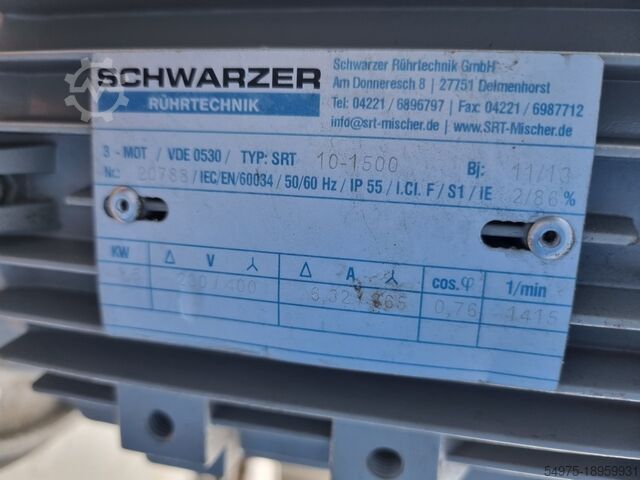 SCHWARZER
RÜHRTECHNIK
Schwarzer Rührtechnik GmbH
Am Donneresch 8 | 27751 Delmenhorst
Tel: 04221 / 6896797 | Fax: 04221 / 6987712
info@srt-mischer.de | www.SRT-Mischer.de
3 - MOT / VDE 0530 / TYP: SRT 10-1500 Bj: 11/13
Nr.: 20788 / IEC/EN/60034 / 50/60 Hz / IP 55 / I.Cl. F / S1 / IE 2/86 %
KW Δ V Y Δ A Y cos.φ 1/min
230/400 0,76 1415
54975-18959931